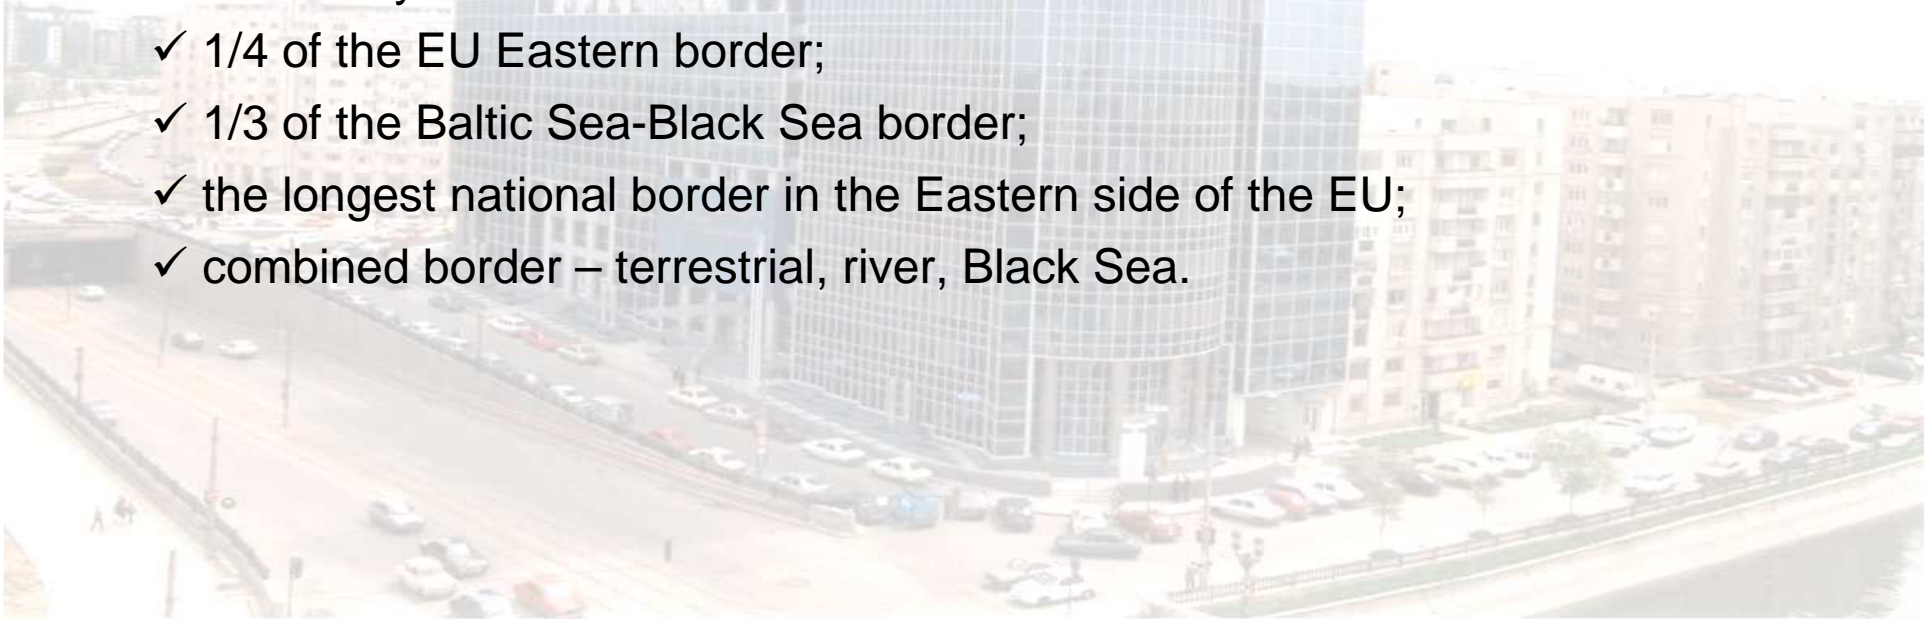 ✓ 1/4 of the EU Eastern border;
✓ 1/3 of the Baltic Sea-Black Sea border;
✓ the longest national border in the Eastern side of the EU;
✓ combined border – terrestrial, river, Black Sea.